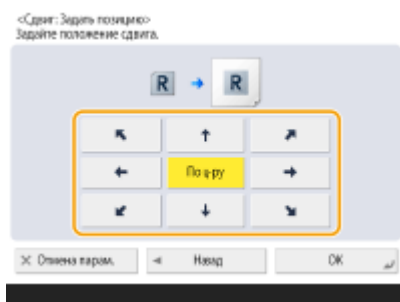 <Сдвиг: Задать позицию>
Задайте положение сдвига.
R R
По ц-ру
Отмена парам.
Назад
OK